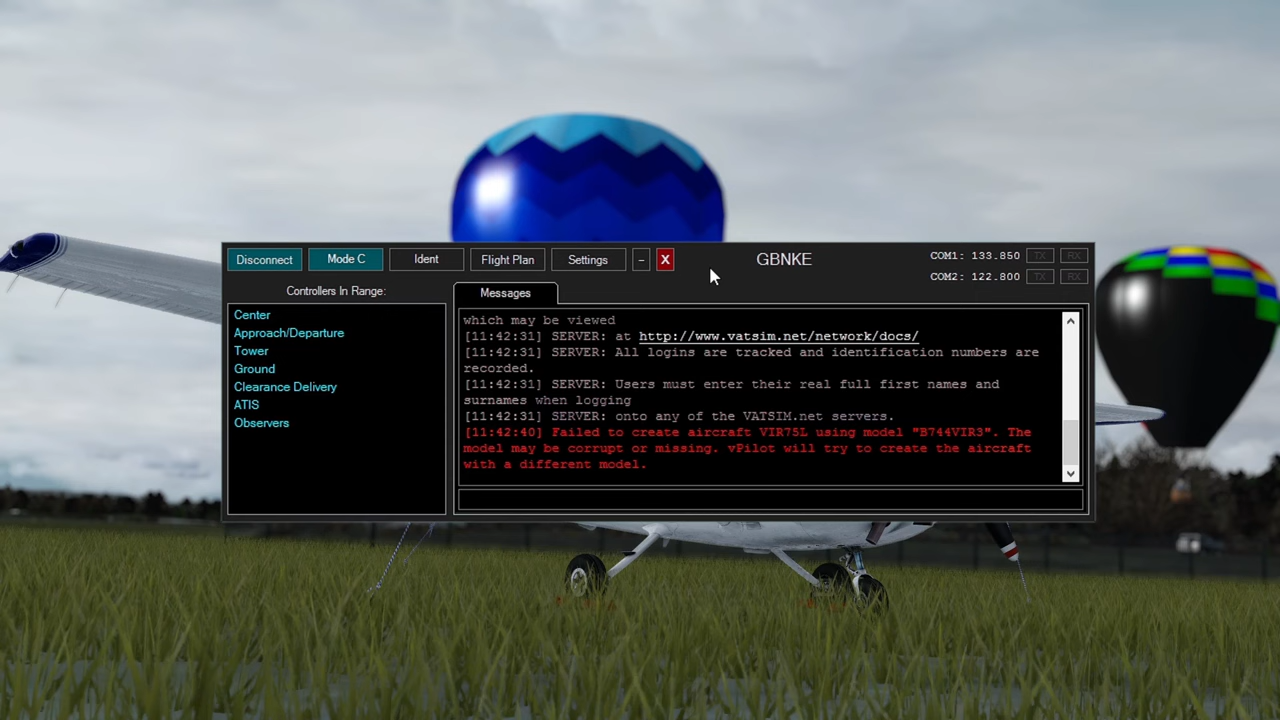 Disconnect
Mode C
Ident
Flight Plan
Settings
–
X
GBNKE
COM1: 133.850 TX RX
COM2: 122.800 TX RX
Controllers In Range:
Center
Approach/Departure
Tower
Ground
Clearance Delivery
ATIS
Observers
Messages
which may be viewed
[11:42:31] SERVER: at http://www.vatsim.net/network/docs/
[11:42:31] SERVER: All logins are tracked and identification numbers are
recorded.
[11:42:31] SERVER: Users must enter their real full first names and
surnames when logging
[11:42:31] SERVER: onto any of the VATSIM.net servers.
[11:42:40] Failed to create aircraft VIR75L using model "B744VIR3". The
model may be corrupt or missing. vPilot will try to create the aircraft
with a different model.